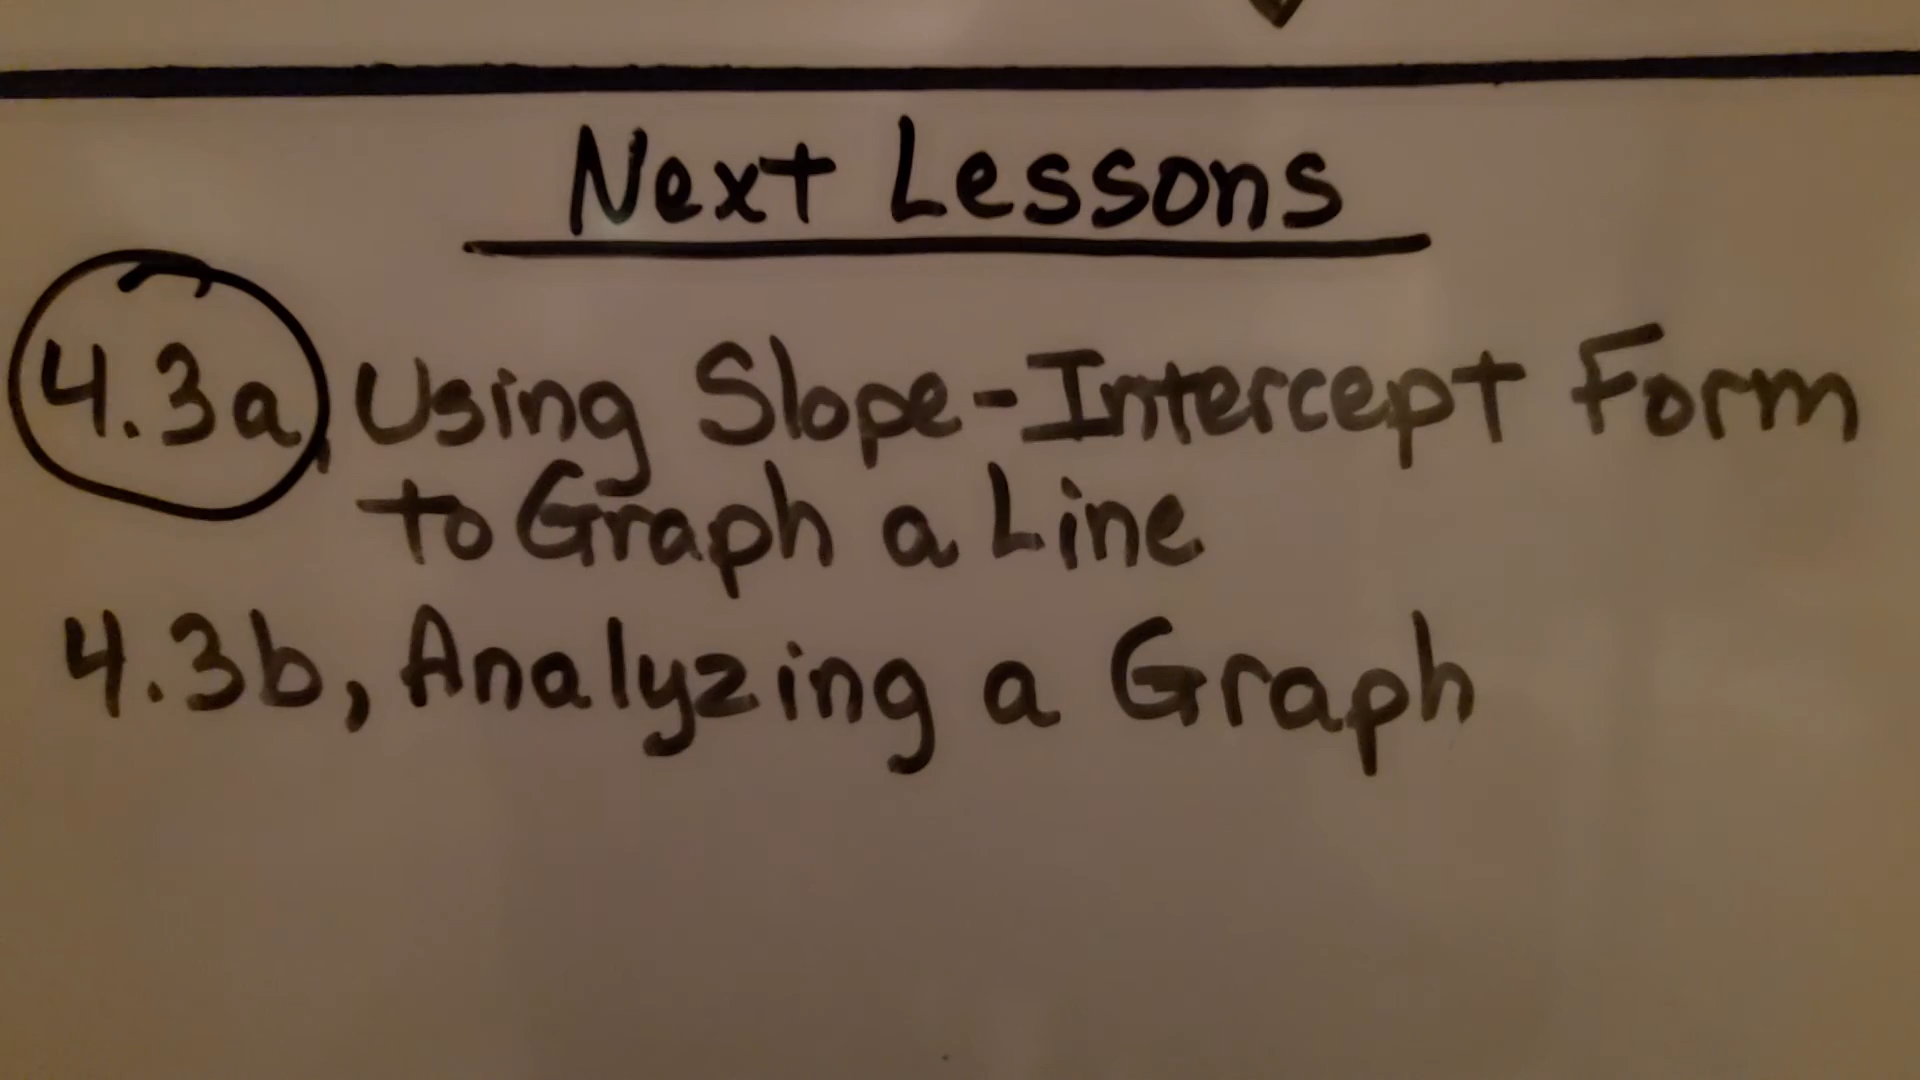 Next Lessons
4.3a, Using Slope-Intercept Form
to Graph a Line
4.3b, Analyzing a Graph